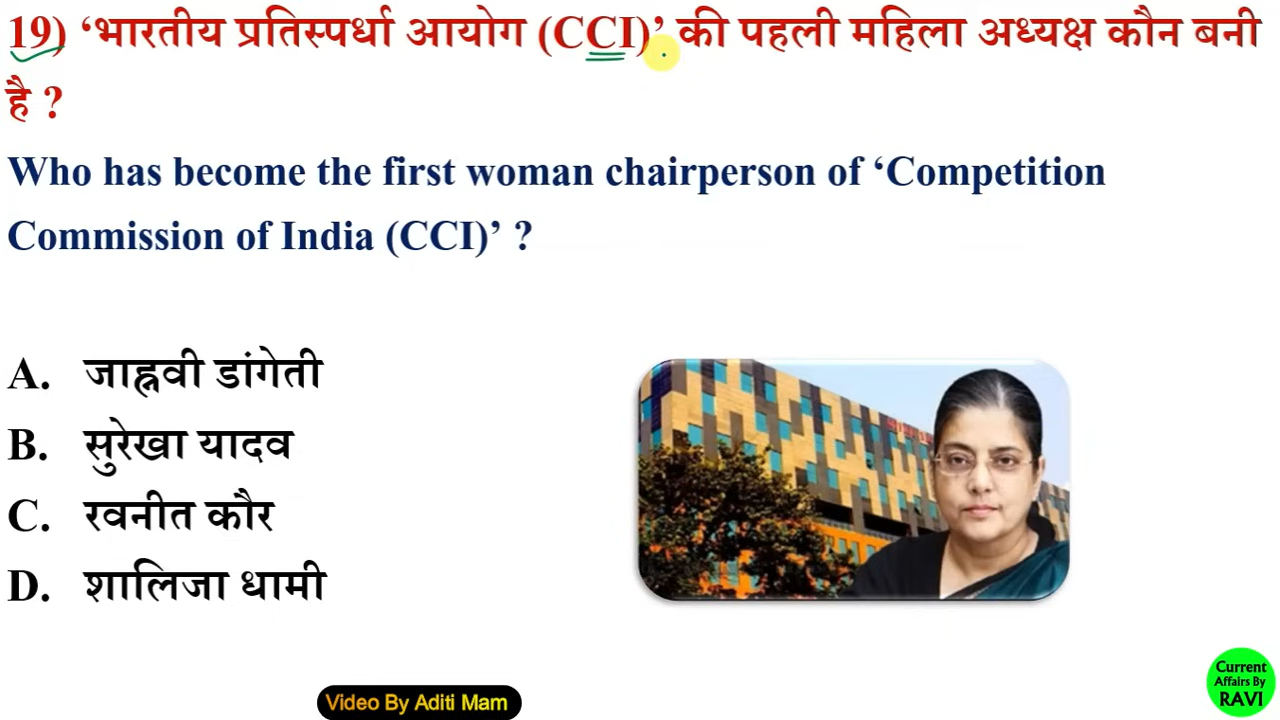 19) ‘भारतीय प्रतिस्पर्धा आयोग (CCI)’ की पहली महिला अध्यक्ष कौन बनी
है ?
Who has become the first woman chairperson of ‘Competition
Commission of India (CCI)’ ?
A. जाह्नवी डांगेती
B. सुरेखा यादव
C. रवनीत कौर
D. शालिजा धामी
Video By Aditi Mam
Current
Affairs By
RAVI